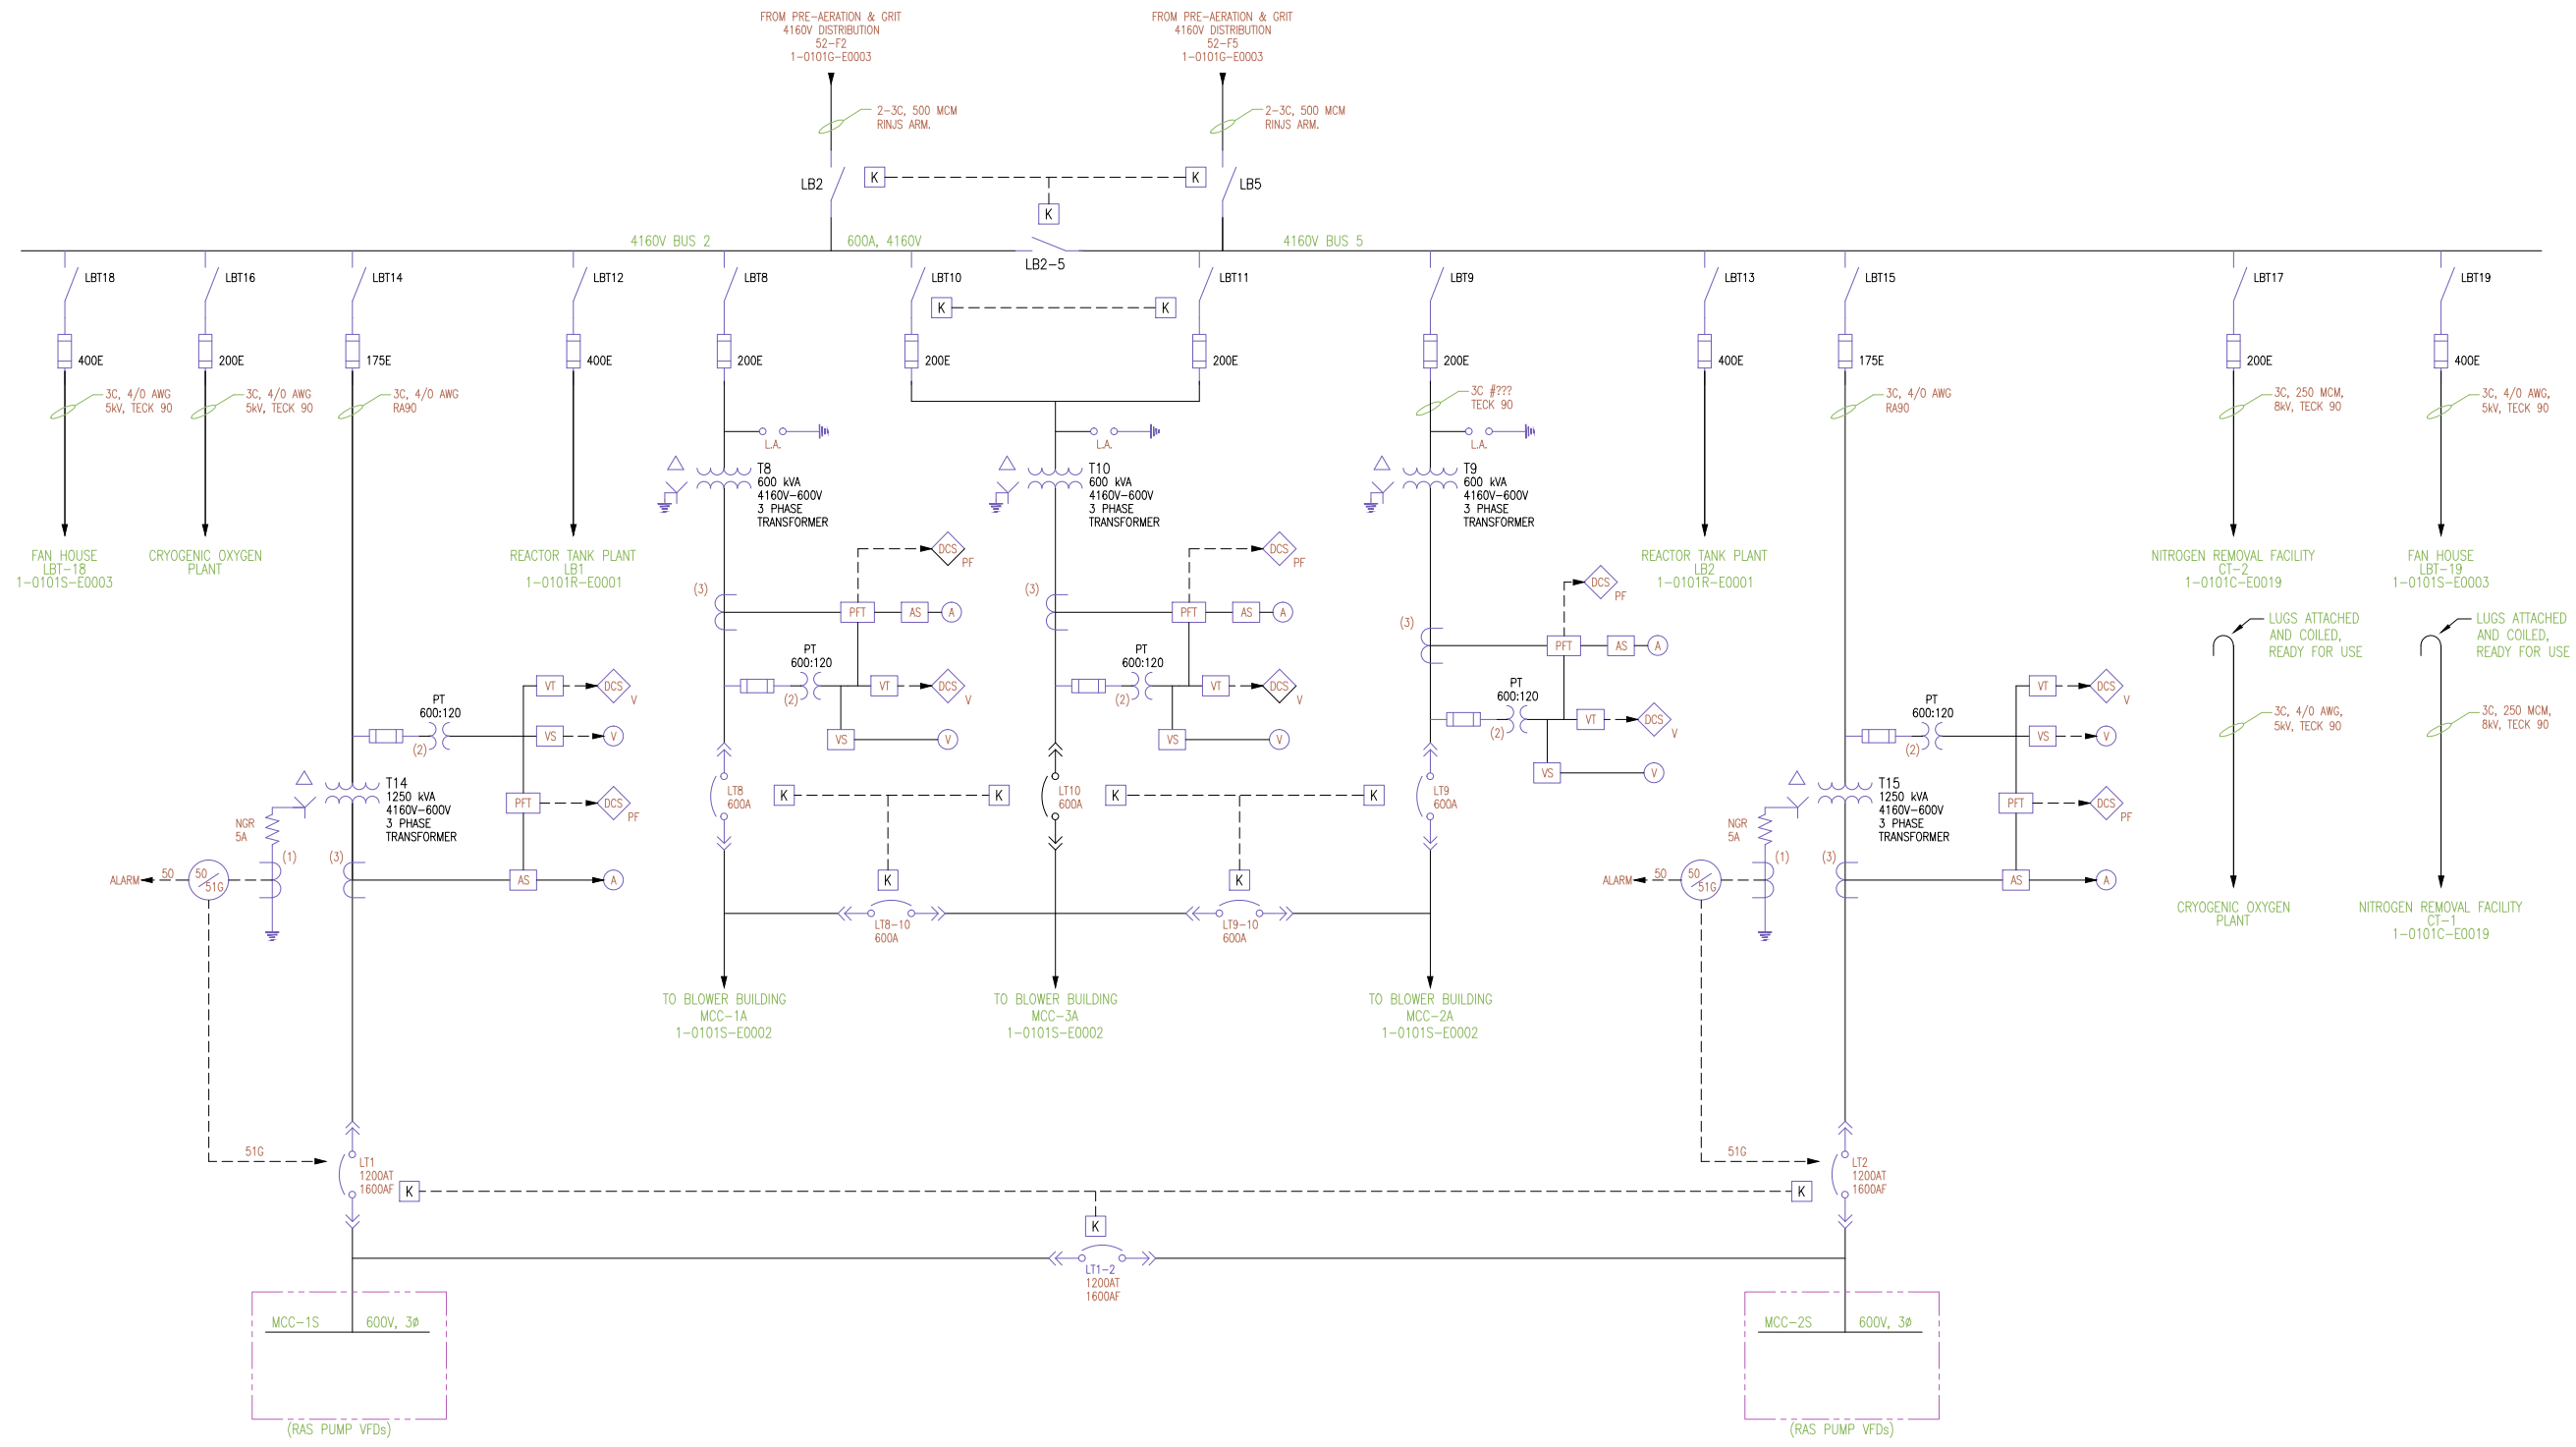 FROM PRE-AERATION & GRIT
4160V DISTRIBUTION
52-F2
1-0101G-E0003
FROM PRE-AERATION & GRIT
4160V DISTRIBUTION
52-F5
1-0101G-E0003
2-3C, 500 MCM
RINJS ARM.
2-3C, 500 MCM
RINJS ARM.
LB2
K
K
LB5
K
4160V BUS 2
600A, 4160V
LB2-5
4160V BUS 5
LBT18
LBT16
LBT14
LBT12
LBT8
LBT10
LBT11
LBT9
LBT13
LBT15
LBT17
LBT19
K
K
400E
200E
175E
400E
200E
200E
200E
200E
400E
175E
200E
400E
3C, 4/0 AWG
5kV, TECK 90
3C, 4/0 AWG
5kV, TECK 90
3C, 4/0 AWG
RA90
3C #???
TECK 90
3C, 4/0 AWG
RA90
3C, 250 MCM,
8kV, TECK 90
3C, 4/0 AWG,
5kV, TECK 90
L.A.
L.A.
L.A.
T8
600 kVA
4160V-600V
3 PHASE
TRANSFORMER
T10
600 kVA
4160V-600V
3 PHASE
TRANSFORMER
T9
600 kVA
4160V-600V
3 PHASE
TRANSFORMER
FAN HOUSE
LBT-18
1-0101S-E0003
CRYOGENIC OXYGEN
PLANT
REACTOR TANK PLANT
LB1
1-0101R-E0001
REACTOR TANK PLANT
LB2
1-0101R-E0001
NITROGEN REMOVAL FACILITY
CT-2
1-0101C-E0019
FAN HOUSE
LBT-19
1-0101S-E0003
DCS
PF
(3)
PFT
AS
A
PT
600:120
(2)
VT
DCS
V
VS
V
DCS
PF
(3)
PFT
AS
A
PT
600:120
(2)
VT
DCS
V
VS
V
DCS
PF
(3)
PFT
AS
A
PT
600:120
(2)
VT
DCS
V
VS
V
LUGS ATTACHED
AND COILED,
READY FOR USE
LUGS ATTACHED
AND COILED,
READY FOR USE
3C, 4/0 AWG,
5kV, TECK 90
3C, 250 MCM,
8kV, TECK 90
CRYOGENIC OXYGEN
PLANT
NITROGEN REMOVAL FACILITY
CT-1
1-0101C-E0019
PT
600:120
(2)
VT
DCS
V
VS
V
PFT
DCS
PF
AS
A
T14
1250 kVA
4160V-600V
3 PHASE
TRANSFORMER
NGR
5A
(1)
(3)
ALARM
50
50
51G
PT
600:120
(2)
VT
DCS
V
VS
V
PFT
DCS
PF
AS
A
T15
1250 kVA
4160V-600V
3 PHASE
TRANSFORMER
NGR
5A
(1)
(3)
ALARM
50
50
51G
LT8
600A
K
K
LT10
600A
K
K
LT9
600A
K
K
LT8-10
600A
LT9-10
600A
TO BLOWER BUILDING
MCC-1A
1-0101S-E0002
TO BLOWER BUILDING
MCC-3A
1-0101S-E0002
TO BLOWER BUILDING
MCC-2A
1-0101S-E0002
51G
LT1
1200AT
1600AF
K
K
51G
LT2
1200AT
1600AF
K
LT1-2
1200AT
1600AF
MCC-1S
600V, 3ø
(RAS PUMP VFDs)
MCC-2S
600V, 3ø
(RAS PUMP VFDs)